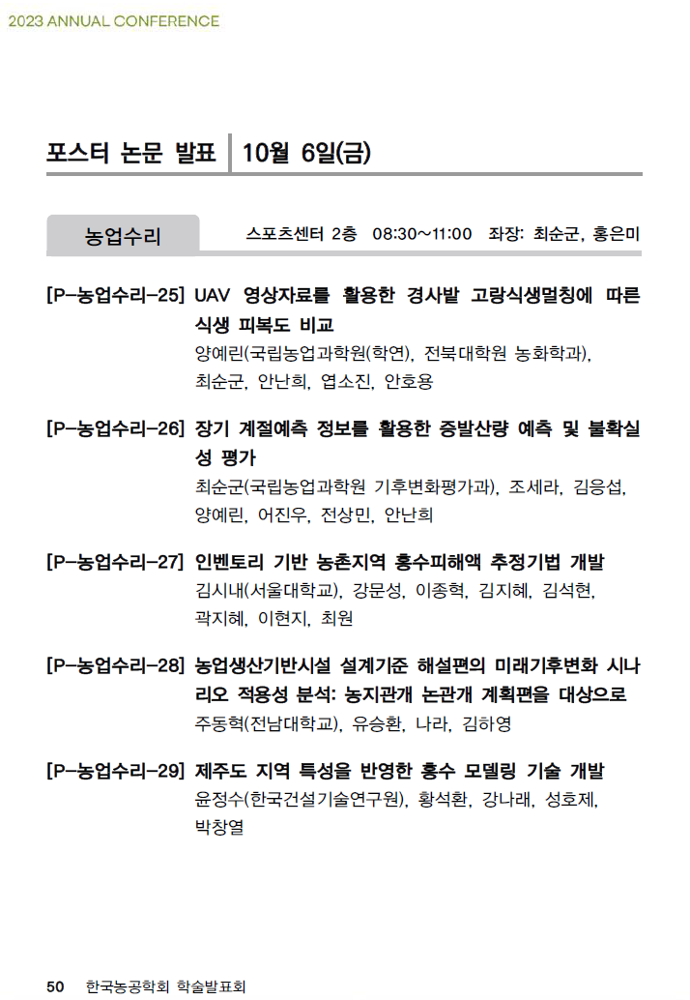 2023 ANNUAL CONFERENCE
포스터 논문 발표 10월 6일(금)
농업수리 스포츠센터 2층 08:30~11:00 좌장: 최순군, 홍은미
[P-농업수리-25] UAV 영상자료를 활용한 경사밭 고랑식생멀칭에 따른
식생 피복도 비교
양예린(국립농업과학원(학연), 전북대학원 농화학과),
최순군, 안난희, 엽소진, 안호용
[P-농업수리-26] 장기 계절예측 정보를 활용한 증발산량 예측 및 불확실
성 평가
최순군(국립농업과학원 기후변화평가과), 조세라, 김응섭,
양예린, 어진우, 전상민, 안난희
[P-농업수리-27] 인벤토리 기반 농촌지역 홍수피해액 추정기법 개발
김시내(서울대학교), 강문성, 이종혁, 김지혜, 김석현,
곽지혜, 이현지, 최원
[P-농업수리-28] 농업생산기반시설 설계기준 해설편의 미래기후변화 시나
리오 적용성 분석: 농지관개 논관개 계획편을 대상으로
주동혁(전남대학교), 유승환, 나라, 김하영
[P-농업수리-29] 제주도 지역 특성을 반영한 홍수 모델링 기술 개발
윤정수(한국건설기술연구원), 황석환, 강나래, 성호제,
박창열
50 한국농공학회 학술발표회